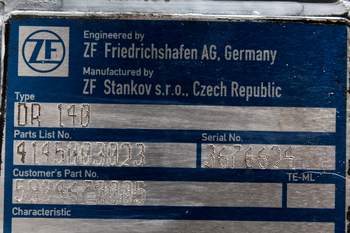 ZF
Engineered by
ZF Friedrichshafen AG, Germany
Manufactured by
ZF Stankov s.r.o., Czech Republic
Type
DR 140
Parts List No.
Serial No.
4145003023
Customer's Part No.
TE-ML
Characteristic